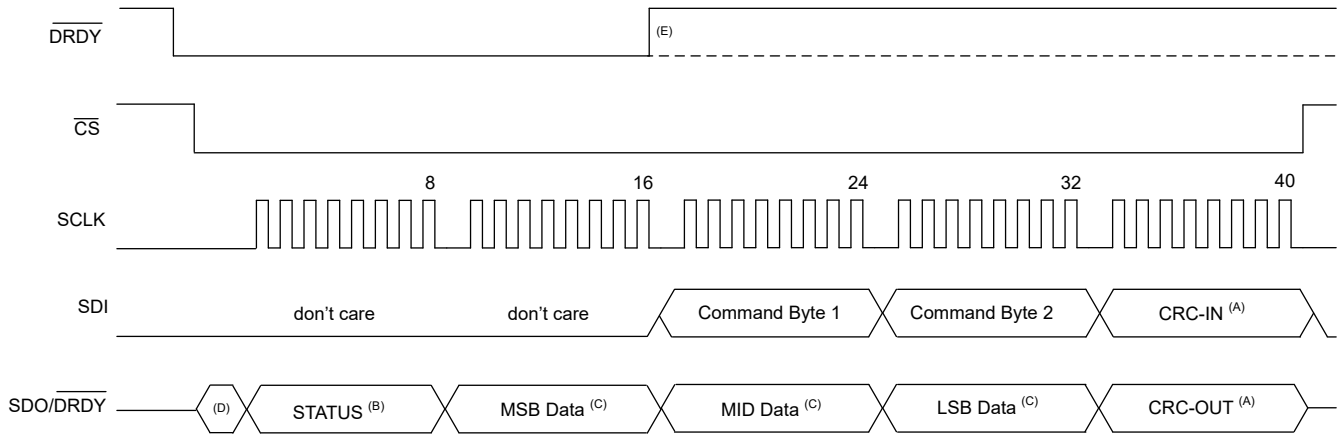 DRDY
(E)
CS
8 16 24 32 40
SCLK
SDI
don't care don't care Command Byte 1 Command Byte 2 CRC-IN (A)
SDO/DRDY
(D) STATUS (B) MSB Data (C) MID Data (C) LSB Data (C) CRC-OUT (A)